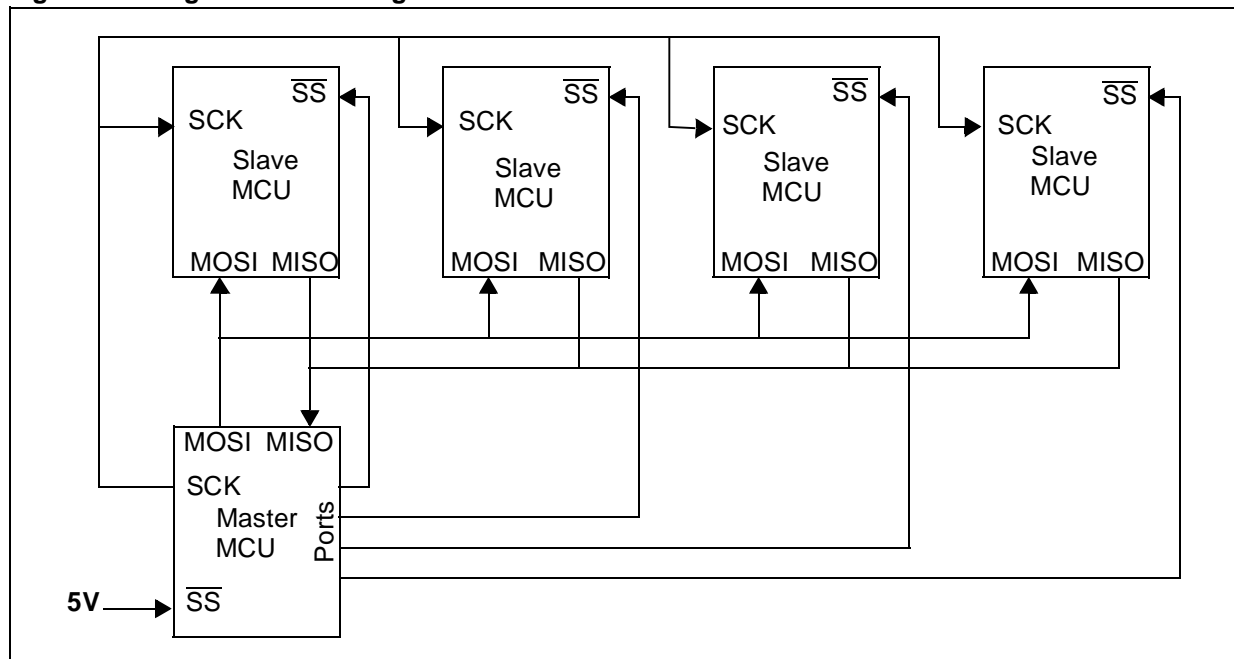 SS SS SS SS
SCK SCK SCK SCK
Slave Slave Slave Slave
MCU MCU MCU MCU
MOSI MISO MOSI MISO MOSI MISO MOSI MISO
MOSI MISO
SCK
Master
MCU
Ports
5V SS